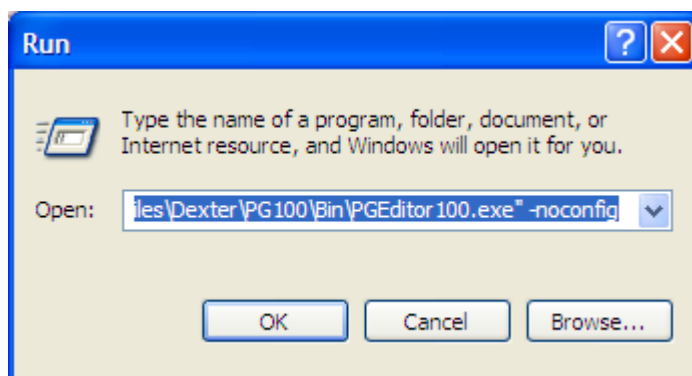 Run
Type the name of a program, folder, document, or
Internet resource, and Windows will open it for you.
Open: iles\Dexter\PG100\Bin\PGEditor100.exe" -noconfig
OK Cancel Browse...